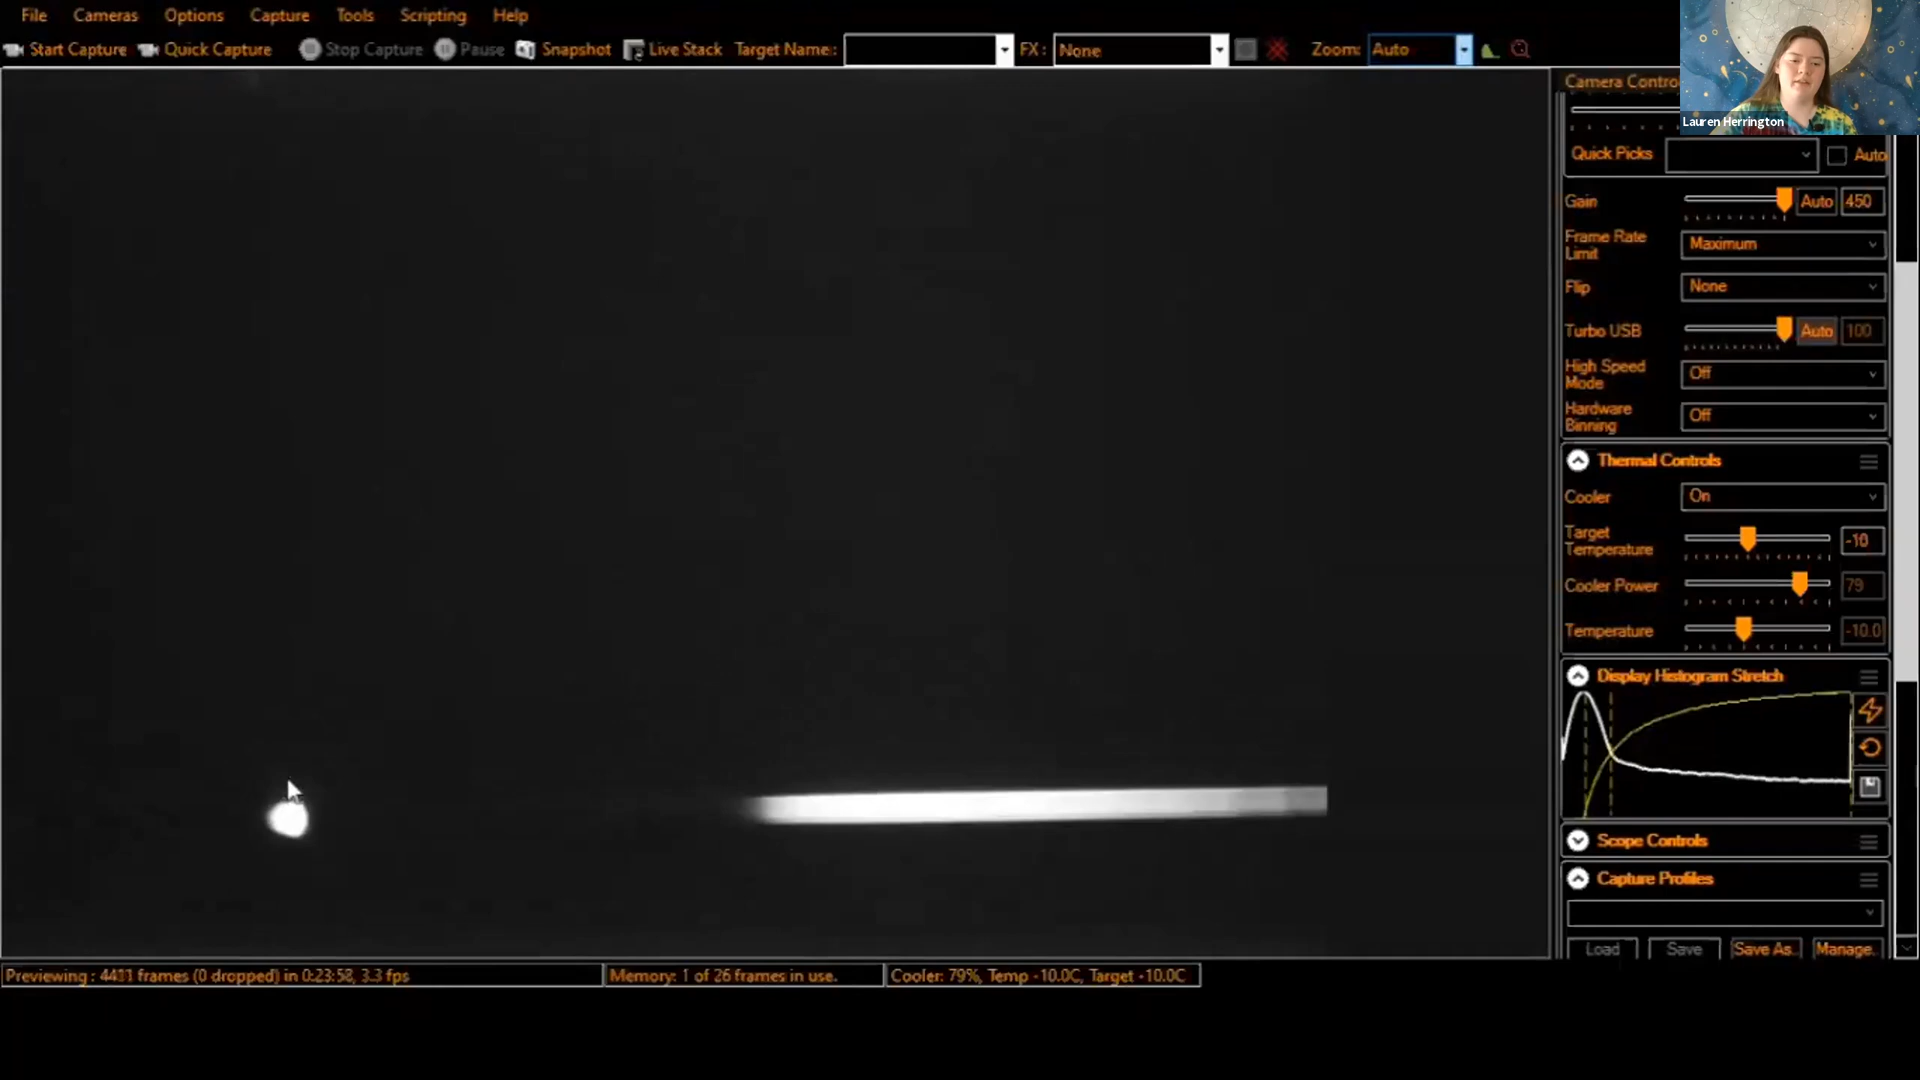 File Cameras Options Capture Tools Scripting Help
Start Capture Quick Capture Stop Capture Pause Snapshot Live Stack Target Name: FX: None Zoom: Auto
Camera Contro
Lauren Herrington
Quick Picks Auto
Gain Auto 450
Frame Rate Limit Maximum
Flip None
Turbo USB Auto 100
High Speed Mode Off
Hardware Binning Off
Thermal Controls
Cooler On
Target Temperature -10
Cooler Power 79
Temperature -10.0
Display Histogram Stretch
Scope Controls
Capture Profiles
Load Save Save As.. Manage.
Previewing : 4411 frames (0 dropped) in 0:23:58, 3.3 fps Memory: 1 of 26 frames in use. Cooler: 79%, Temp -10.0C, Target -10.0C